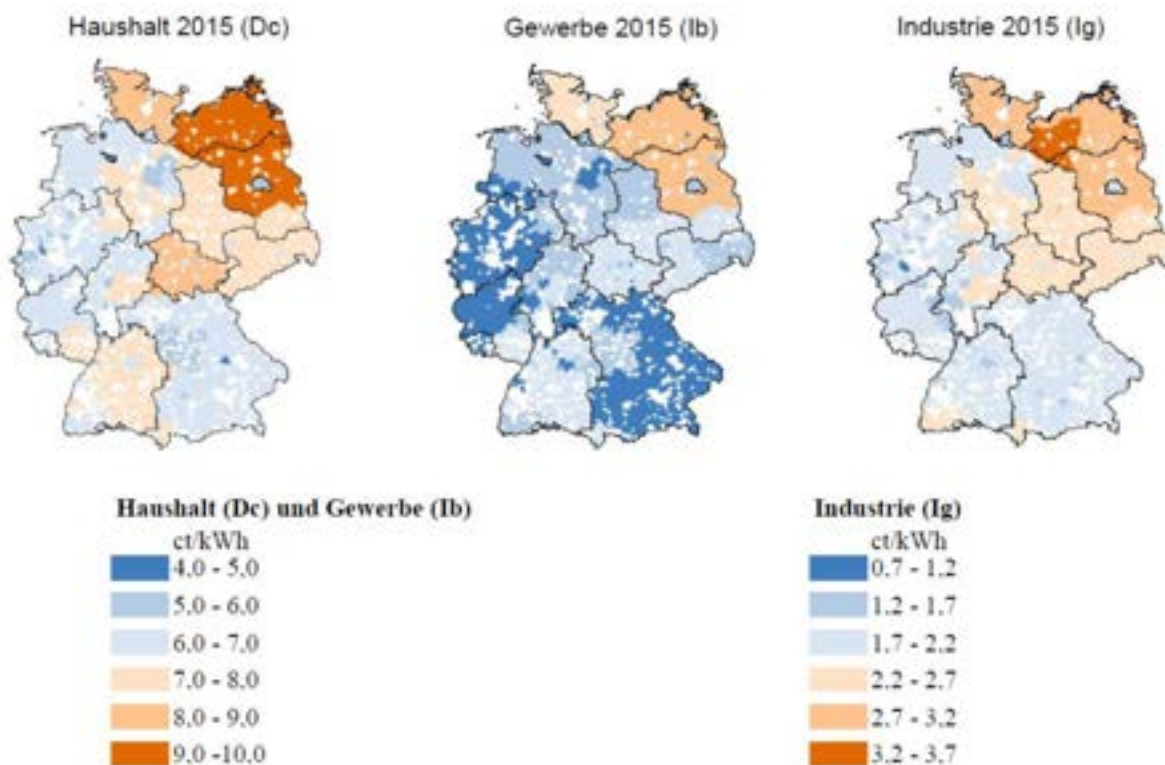 Haushalt 2015 (Dc)
Gewerbe 2015 (Ib)
Industrie 2015 (Ig)
Haushalt (Dc) und Gewerbe (Ib)
ct/kWh
4.0 - 5.0
5.0 - 6.0
6.0 - 7.0
7.0 - 8.0
8.0 - 9.0
9.0 -10.0
Industrie (Ig)
ct/kWh
0.7 - 1.2
1.2 - 1.7
1.7 - 2.2
2.2 - 2.7
2.7 - 3.2
3.2 - 3.7